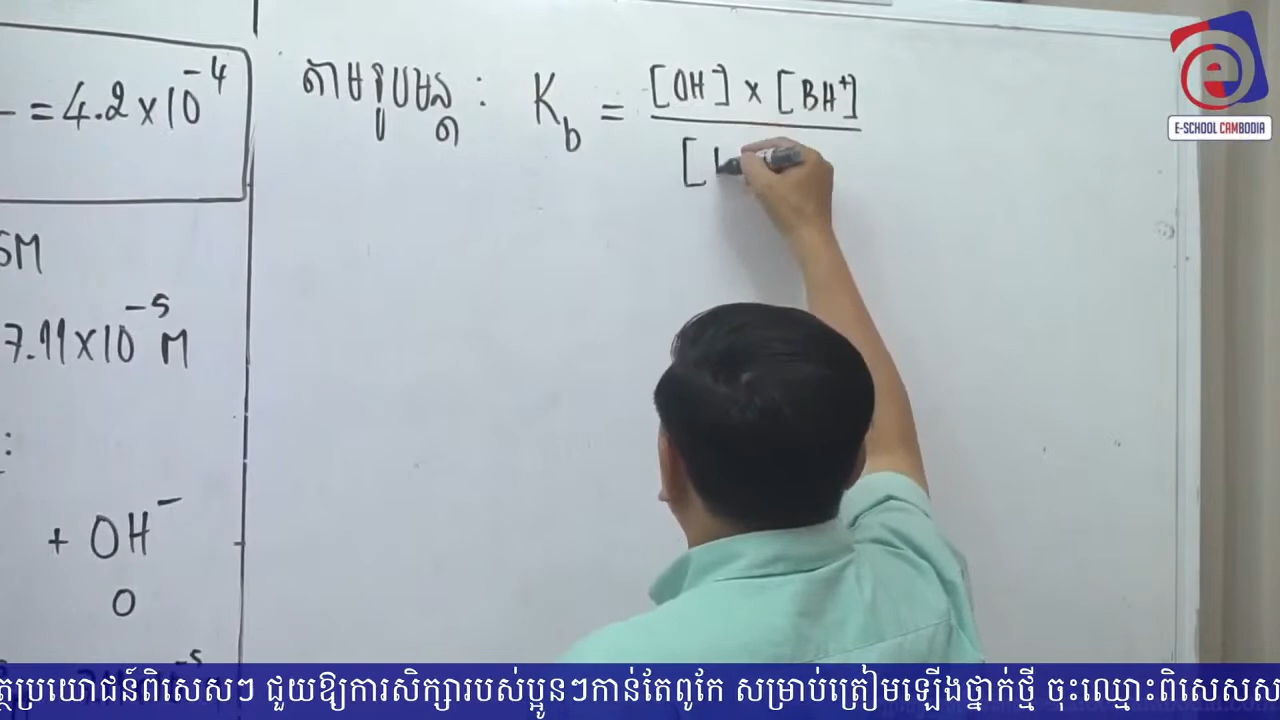 = 4.2 x 10⁻⁴
5M
7.11 x 10⁻⁵ M
:
+ OH⁻
0
តាមរូបមន្ត : K_b = [OH] x [BH⁺]
[
E-SCHOOL CAMBODIA
ត្ថប្រយោជន៍ពិសេសៗ ជួយឱ្យការសិក្សារបស់ប្អូនៗកាន់តែពូកែ សម្រាប់ត្រៀមឡើងថ្នាក់ថ្មី ចុះឈ្មោះពិសេសស